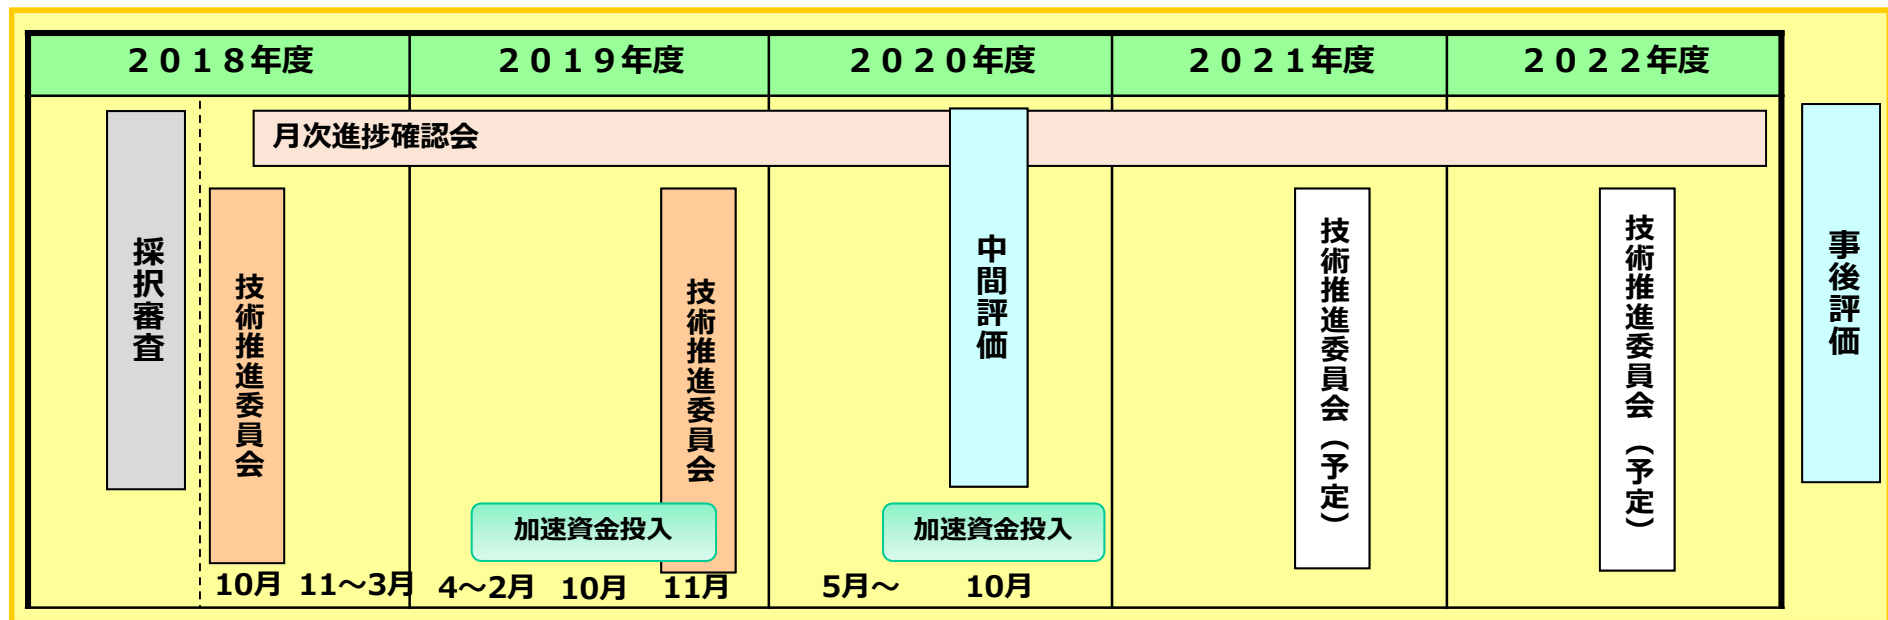 ２０１８年度
２０１９年度
２０２０年度
２０２１年度
２０２２年度
月次進捗確認会
採択審査
技術推進委員会
技術推進委員会
中間評価
技術推進委員会（予定）
技術推進委員会（予定）
事後評価
加速資金投入
加速資金投入
10月
11～3月
4～2月
10月
11月
5月～
10月